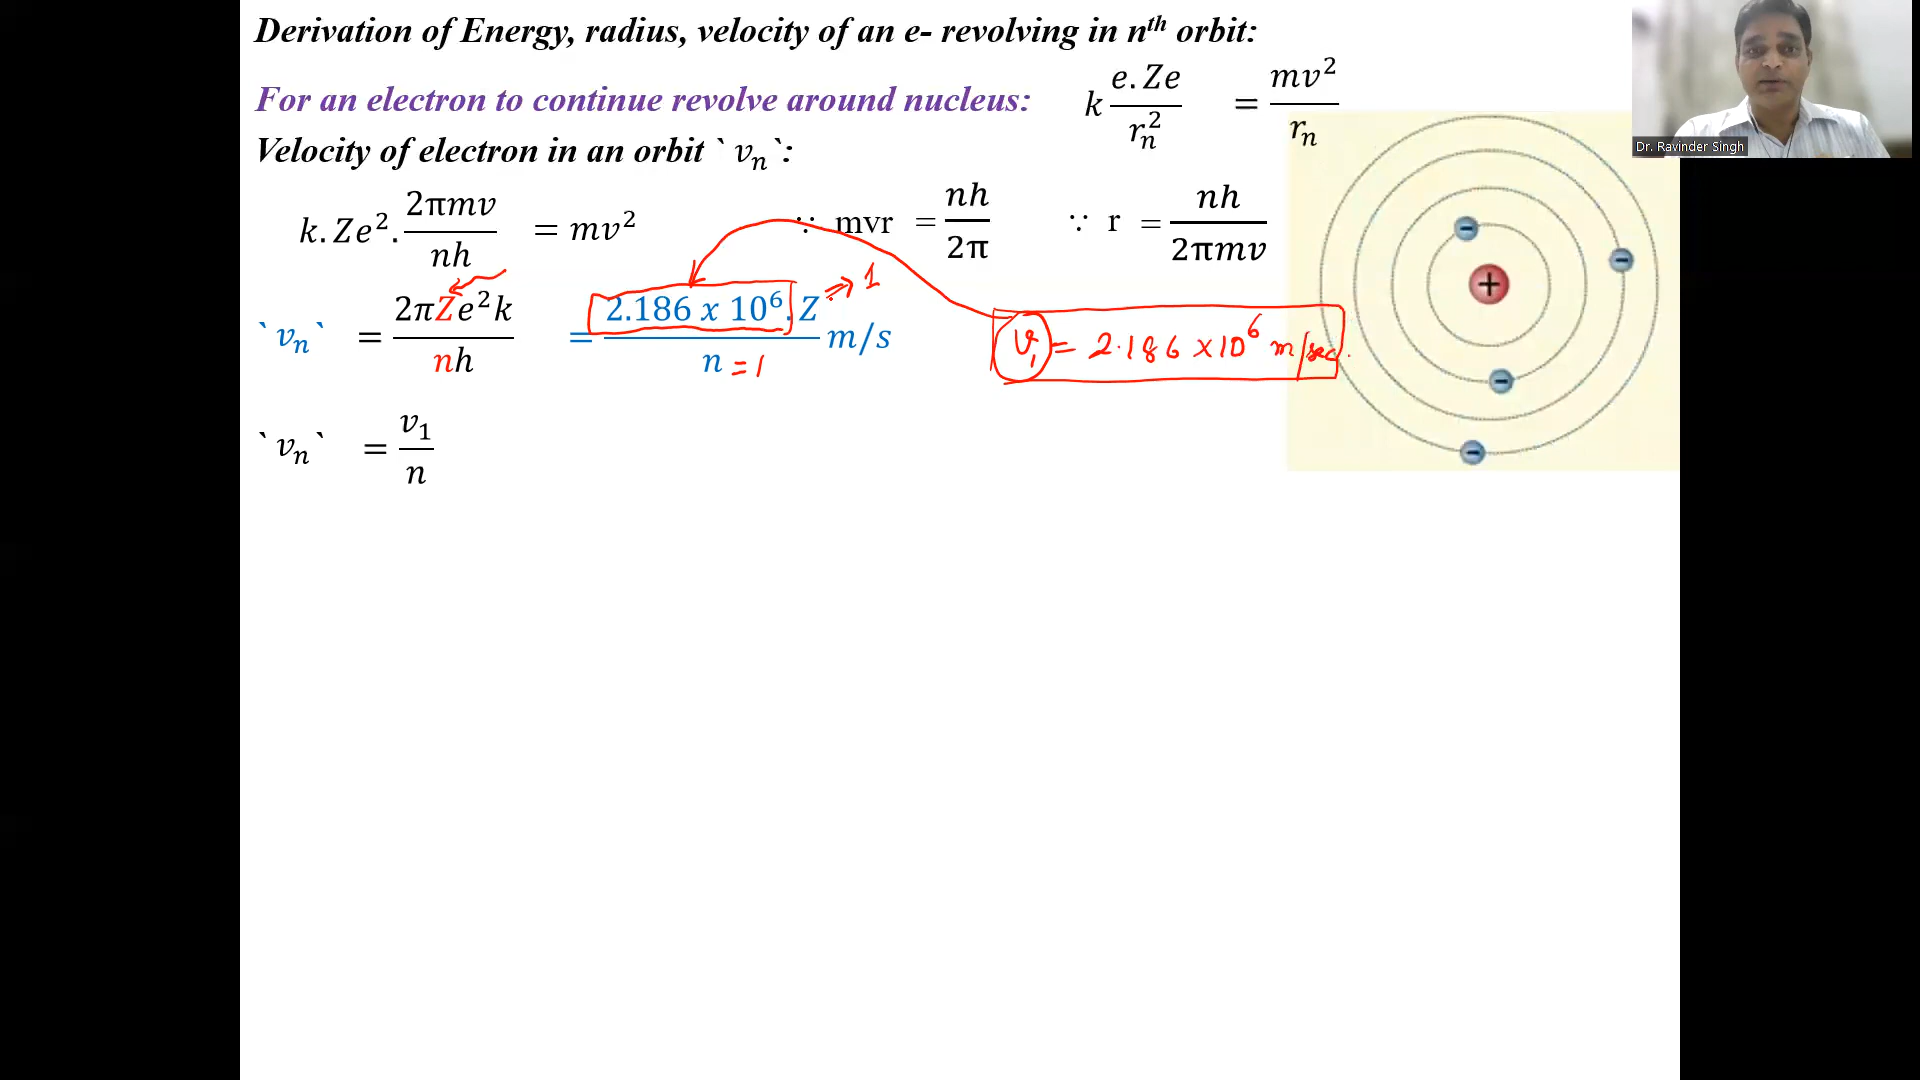 Derivation of Energy, radius, velocity of an e- revolving in nᵗʰ orbit:
For an electron to continue revolve around nucleus: k e.Ze / rₙ² = mv² / rₙ
Velocity of electron in an orbit ` vₙ `:
k.Ze². 2πmv / nh = mv² ∵ mvr = nh / 2π ∵ r = nh / 2πmv
` vₙ ` = 2πZe²k / nh = 2.186 x 10⁶.Z / n m/s
⇒ 1
= 1
v₁ = 2.186 × 10⁶ m/sec.
` vₙ ` = v₁ / n
+
−
−
−
−
Dr. Ravinder Singh